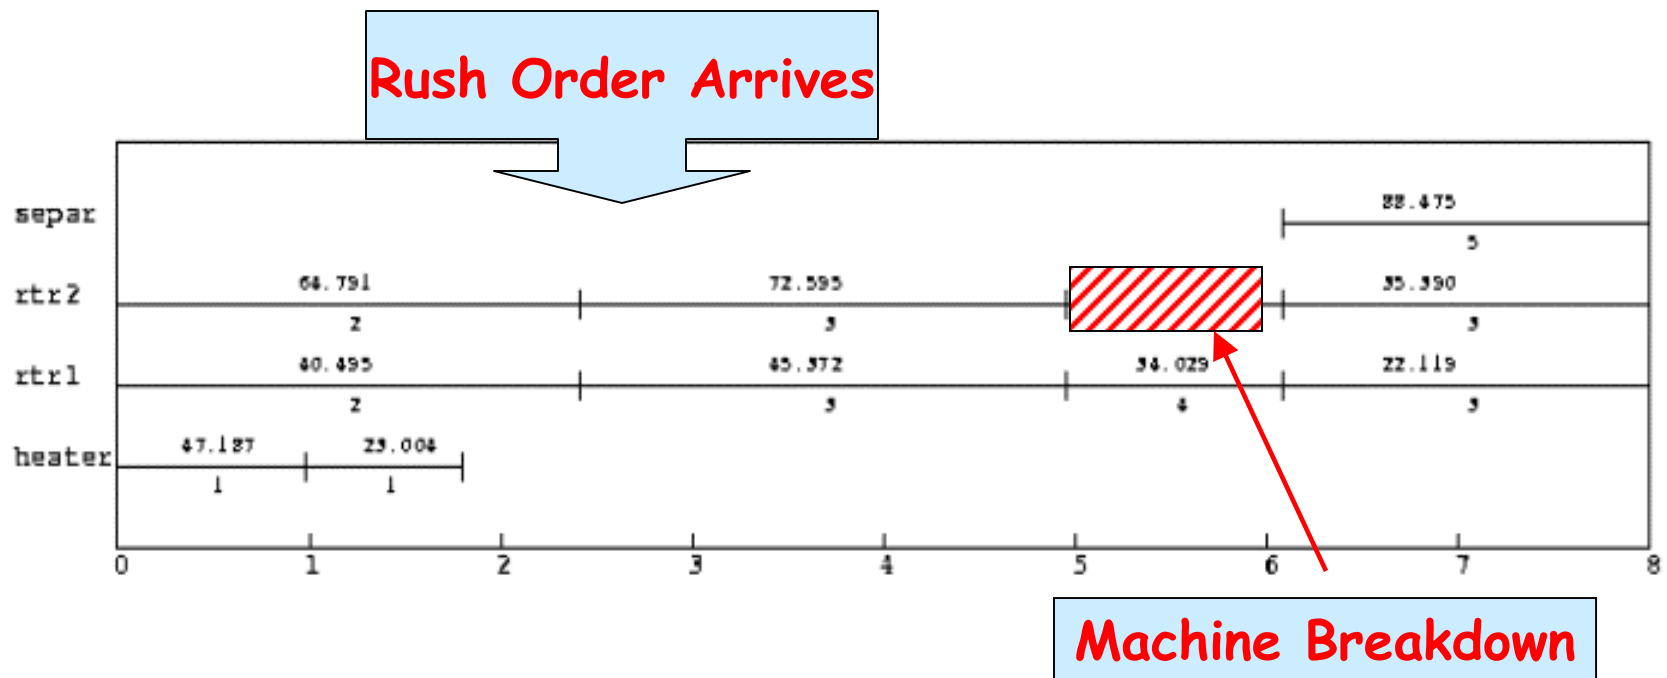 Rush Order Arrives
separ
88.475
5
rtr2
64.791
72.595
35.390
2
3
3
rtr1
40.495
45.372
34.029
22.119
2
3
4
3
heater
47.187
23.004
1
1
0 1 2 3 4 5 6 7 8
Machine Breakdown